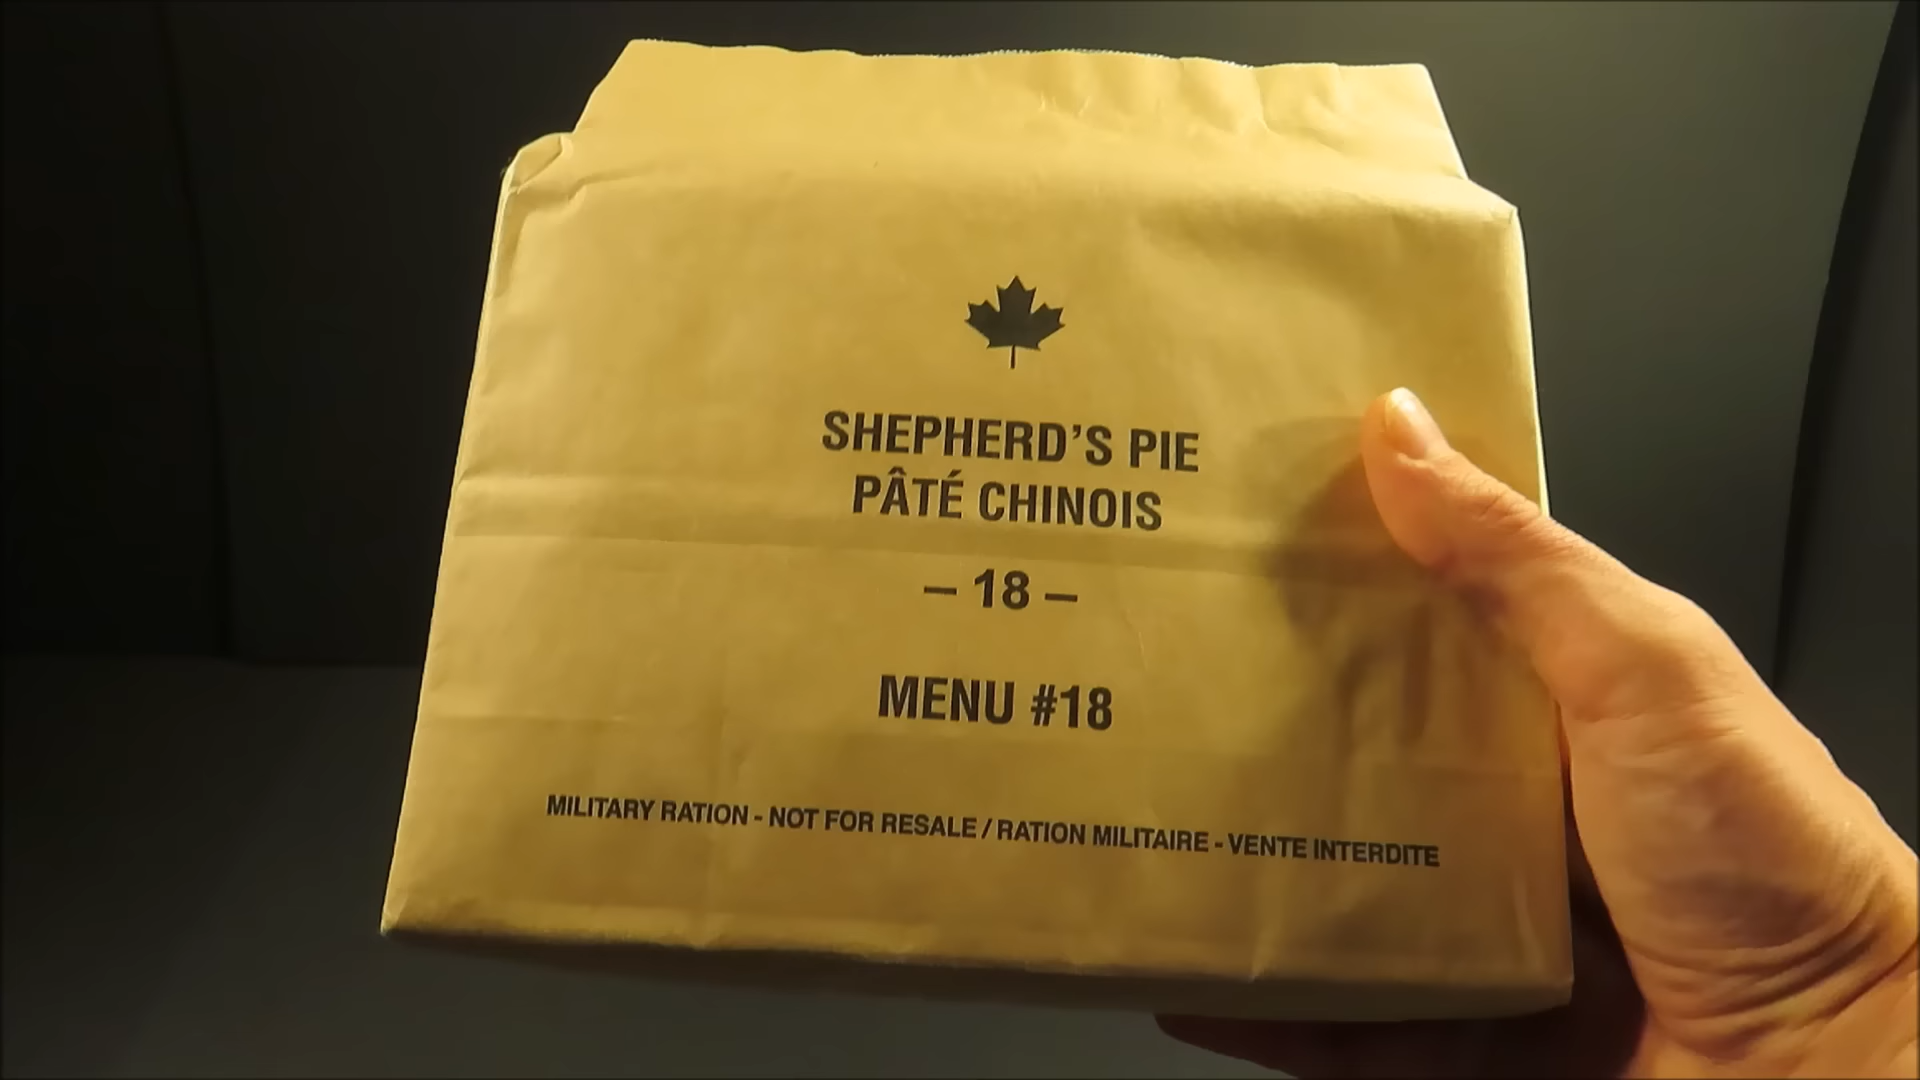 SHEPHERD’S PIE
PÂTÉ CHINOIS
– 18 –
MENU #18
MILITARY RATION - NOT FOR RESALE / RATION MILITAIRE - VENTE INTERDITE